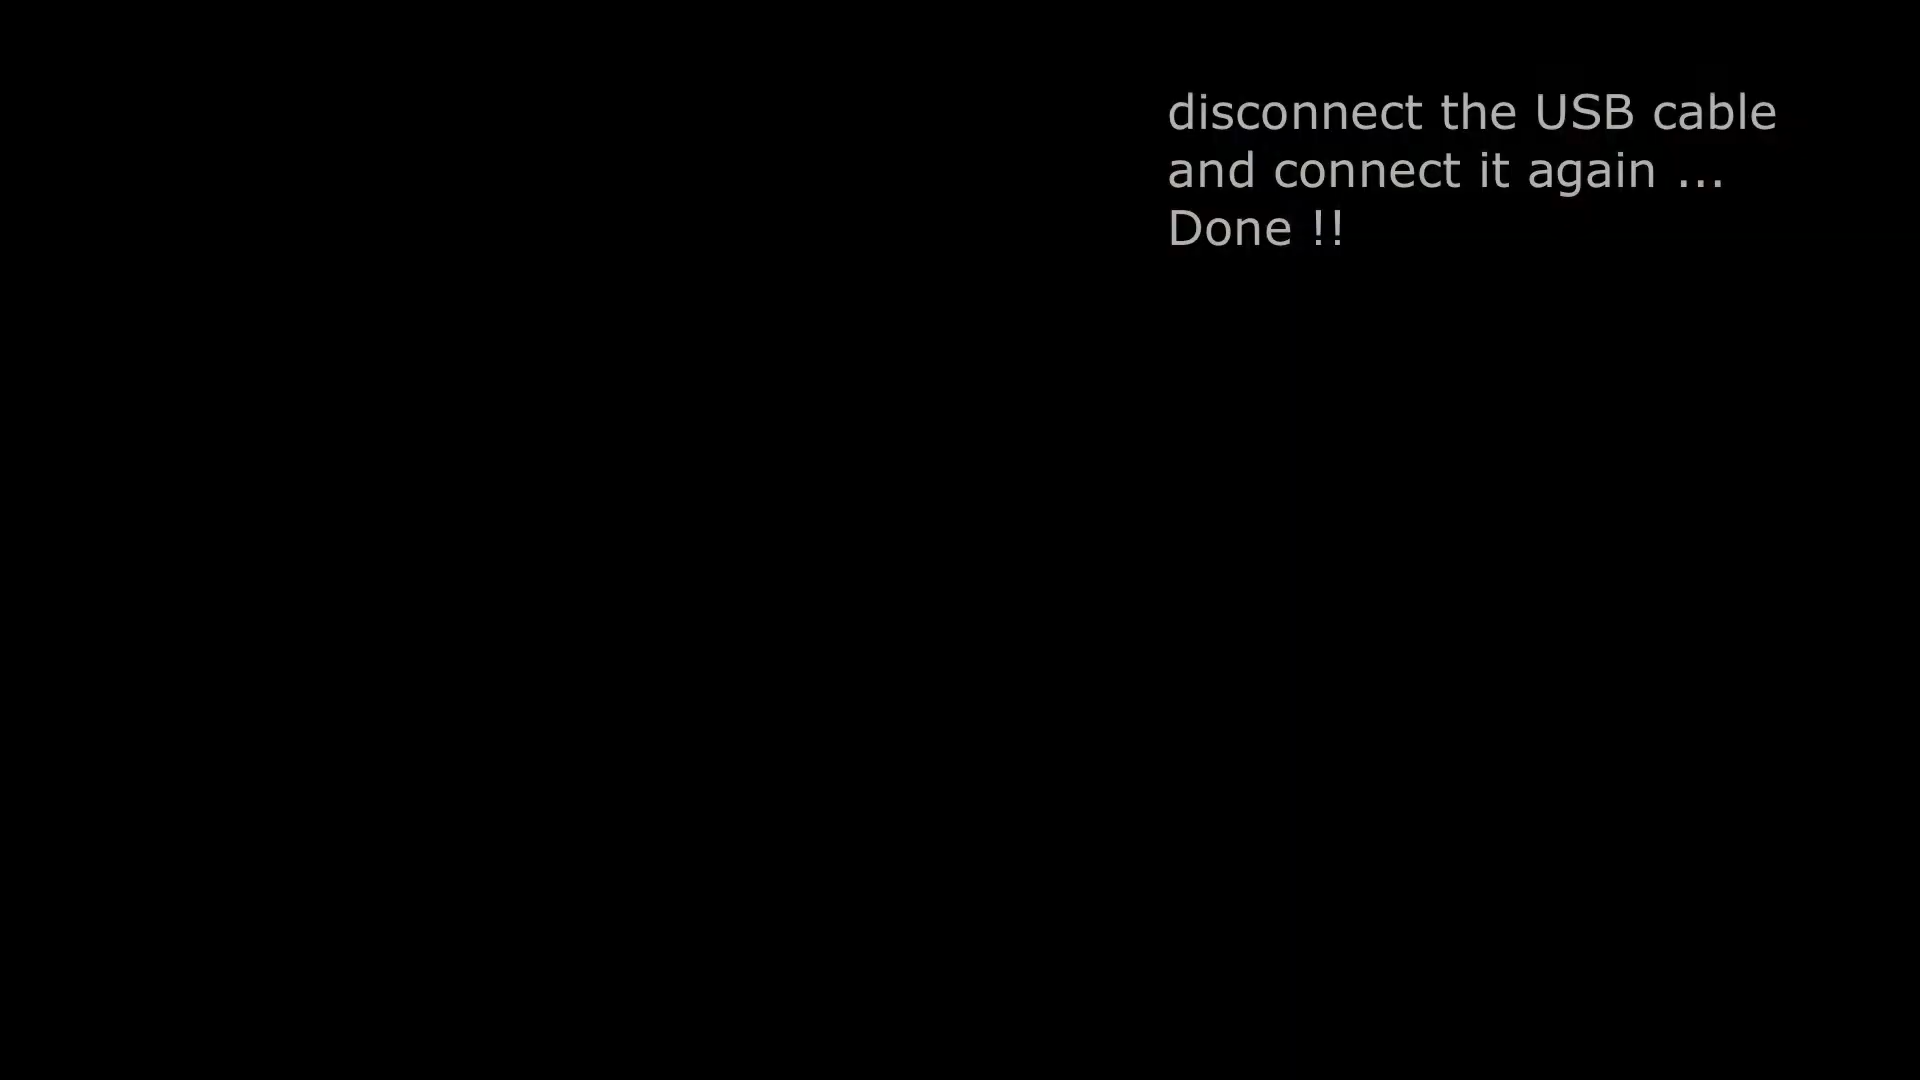 disconnect the USB cable
and connect it again ...
Done !!